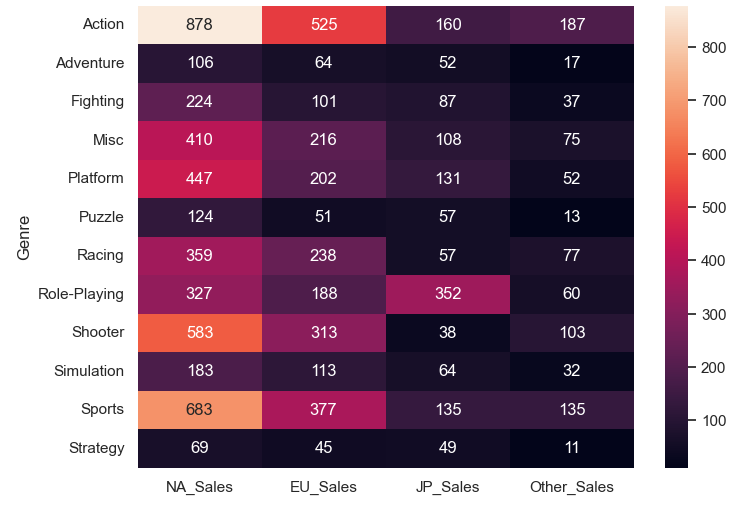 Action 878 525 160 187
Adventure 106 64 52 17
Fighting 224 101 87 37
Misc 410 216 108 75
Platform 447 202 131 52
Puzzle 124 51 57 13
Racing 359 238 57 77
Role-Playing 327 188 352 60
Shooter 583 313 38 103
Simulation 183 113 64 32
Sports 683 377 135 135
Strategy 69 45 49 11
NA_Sales EU_Sales JP_Sales Other_Sales
Genre
800
700
600
500
400
300
200
100